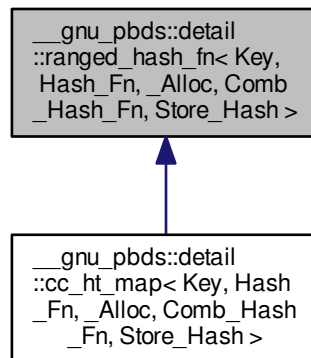 __gnu_pbds::detail
::ranged_hash_fn< Key,
Hash_Fn, _Alloc, Comb
_Hash_Fn, Store_Hash >
__gnu_pbds::detail
::cc_ht_map< Key, Hash
_Fn, _Alloc, Comb_Hash
_Fn, Store_Hash >